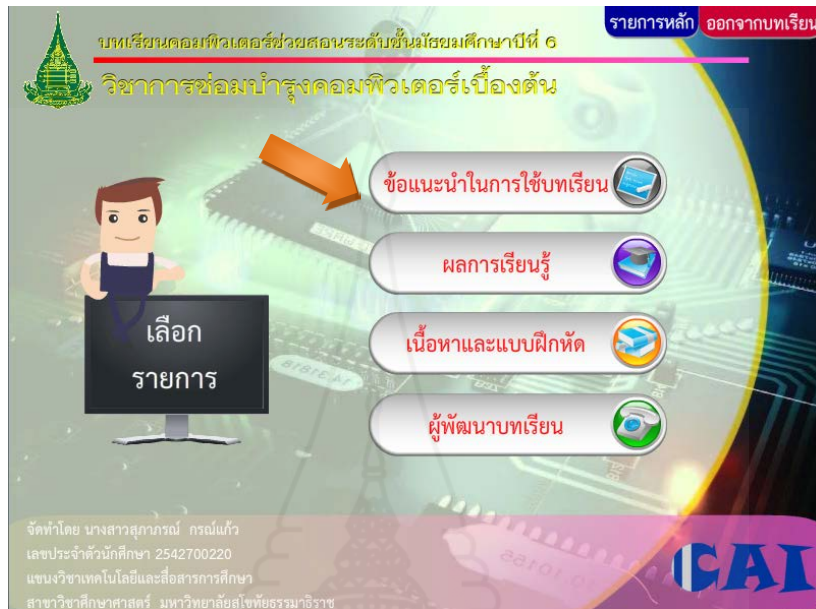 รายการหลัก ออกจากบทเรียน
บทเรียนคอมพิวเตอร์ช่วยสอนระดับชั้นมัธยมศึกษาปีที่ 6
วิชาการซ่อมบำรุงคอมพิวเตอร์เบื้องต้น
ข้อแนะนำในการใช้บทเรียน
ผลการเรียนรู้
เนื้อหาและแบบฝึกหัด
ผู้พัฒนาบทเรียน
เลือก
รายการ
จัดทำโดย นางสาวสุภาภรณ์ กรณ์แก้ว
เลขประจำตัวนักศึกษา 2542700220
แขนงวิชาเทคโนโลยีและสื่อสารการศึกษา
สาขาวิชาศึกษาศาสตร์ มหาวิทยาลัยสุโขทัยธรรมาธิราช
CAI